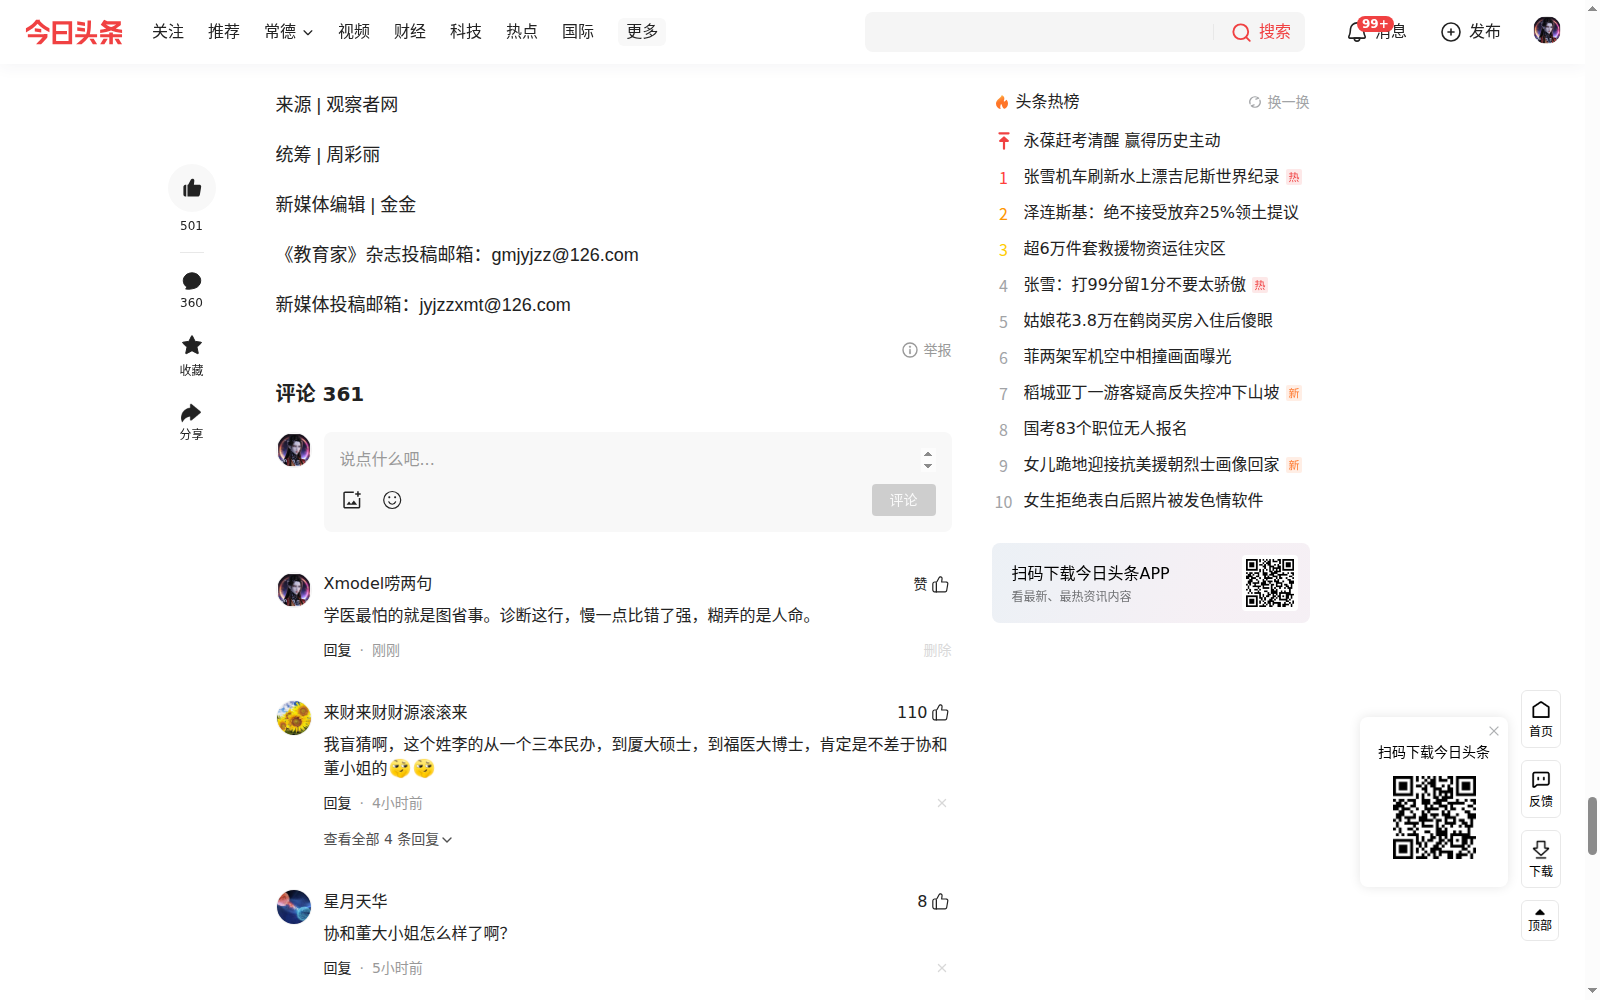 今日头条
关注
推荐
常德
视频
财经
科技
热点
国际
更多
搜索
99+
消息
发布
501
360
收藏
分享
来源 | 观察者网
统筹 | 周彩丽
新媒体编辑 | 金金
《教育家》杂志投稿邮箱：gmjyjzz@126.com
新媒体投稿邮箱：jyjzzxmt@126.com
举报
评论 361
说点什么吧...
评论
Xmodel唠两句
赞
学医最怕的就是图省事。诊断这行，慢一点比错了强，糊弄的是人命。
回复 · 刚刚
删除
来财来财财源滚滚来
110
我盲猜啊，这个姓李的从一个三本民办，到厦大硕士，到福医大博士，肯定是不差于协和
董小姐的
回复 · 4小时前
查看全部 4 条回复
星月天华
8
协和董大小姐怎么样了啊？
回复 · 5小时前
头条热榜
换一换
永葆赶考清醒 赢得历史主动
1 张雪机车刷新水上漂吉尼斯世界纪录 热
2 泽连斯基：绝不接受放弃25%领土提议
3 超6万件套救援物资运往灾区
4 张雪：打99分留1分不要太骄傲 热
5 姑娘花3.8万在鹤岗买房入住后傻眼
6 菲两架军机空中相撞画面曝光
7 稻城亚丁一游客疑高反失控冲下山坡 新
8 国考83个职位无人报名
9 女儿跪地迎接抗美援朝烈士画像回家 新
10 女生拒绝表白后照片被发色情软件
扫码下载今日头条APP
看最新、最热资讯内容
扫码下载今日头条
首页
反馈
下载
顶部